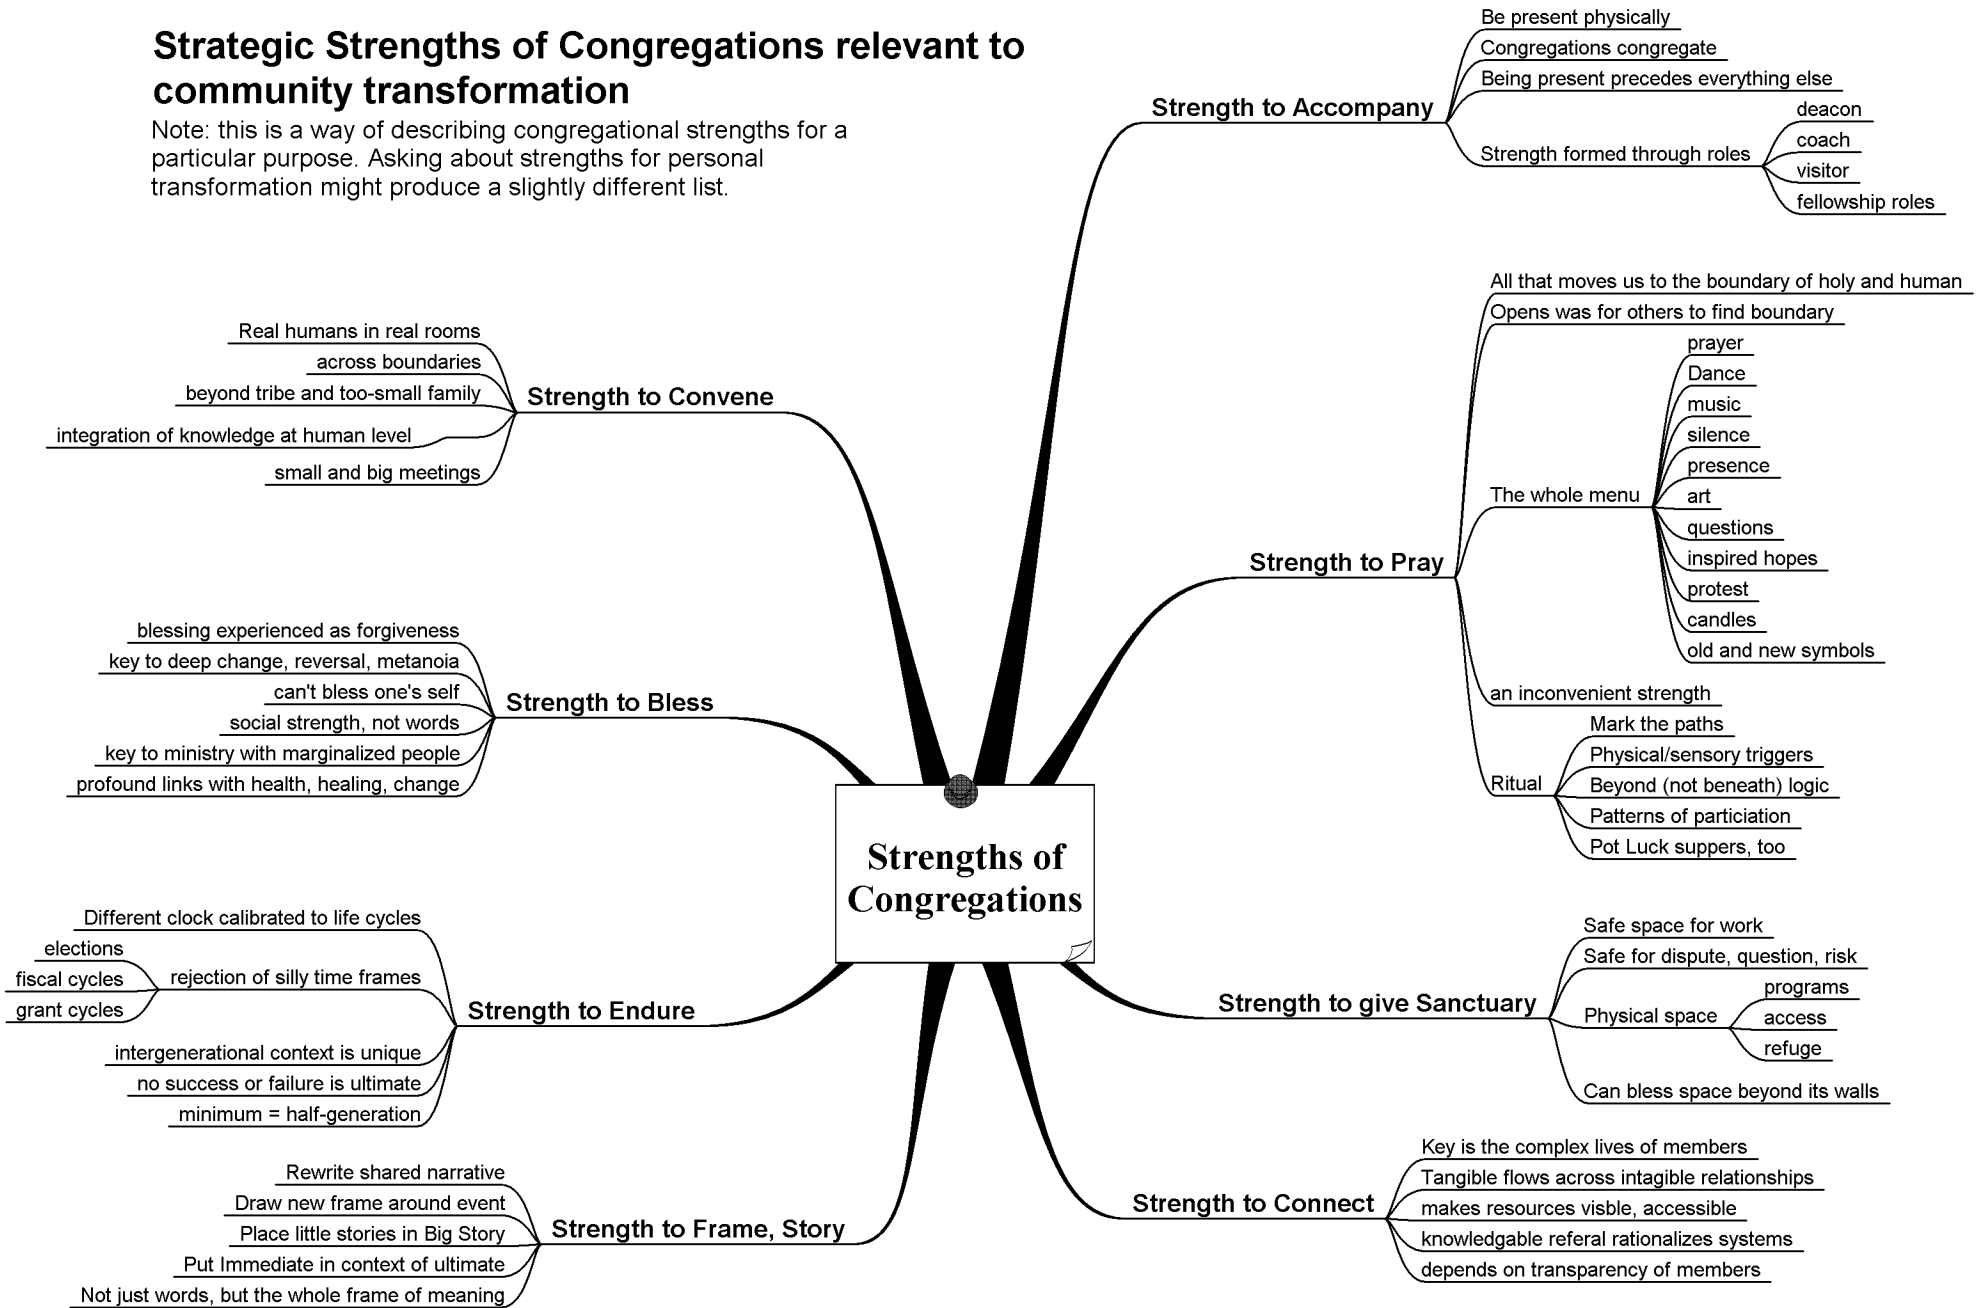 Strategic Strengths of Congregations relevant to
community transformation
Note: this is a way of describing congregational strengths for a
particular purpose. Asking about strengths for personal
transformation might produce a slightly different list.
Strengths of
Congregations
Strength to Accompany
Be present physically
Congregations congregate
Being present precedes everything else
Strength formed through roles
deacon
coach
visitor
fellowship roles
Strength to Pray
All that moves us to the boundary of holy and human
Opens was for others to find boundary
The whole menu
prayer
Dance
music
silence
presence
art
questions
inspired hopes
protest
candles
old and new symbols
an inconvenient strength
Ritual
Mark the paths
Physical/sensory triggers
Beyond (not beneath) logic
Patterns of particiation
Pot Luck suppers, too
Strength to give Sanctuary
Safe space for work
Safe for dispute, question, risk
Physical space
programs
access
refuge
Can bless space beyond its walls
Strength to Connect
Key is the complex lives of members
Tangible flows across intagible relationships
makes resources visble, accessible
knowledgable referal rationalizes systems
depends on transparency of members
Strength to Convene
Real humans in real rooms
across boundaries
beyond tribe and too-small family
integration of knowledge at human level
small and big meetings
Strength to Bless
blessing experienced as forgiveness
key to deep change, reversal, metanoia
can't bless one's self
social strength, not words
key to ministry with marginalized people
profound links with health, healing, change
Strength to Endure
Different clock calibrated to life cycles
rejection of silly time frames
elections
fiscal cycles
grant cycles
intergenerational context is unique
no success or failure is ultimate
minimum = half-generation
Strength to Frame, Story
Rewrite shared narrative
Draw new frame around event
Place little stories in Big Story
Put Immediate in context of ultimate
Not just words, but the whole frame of meaning